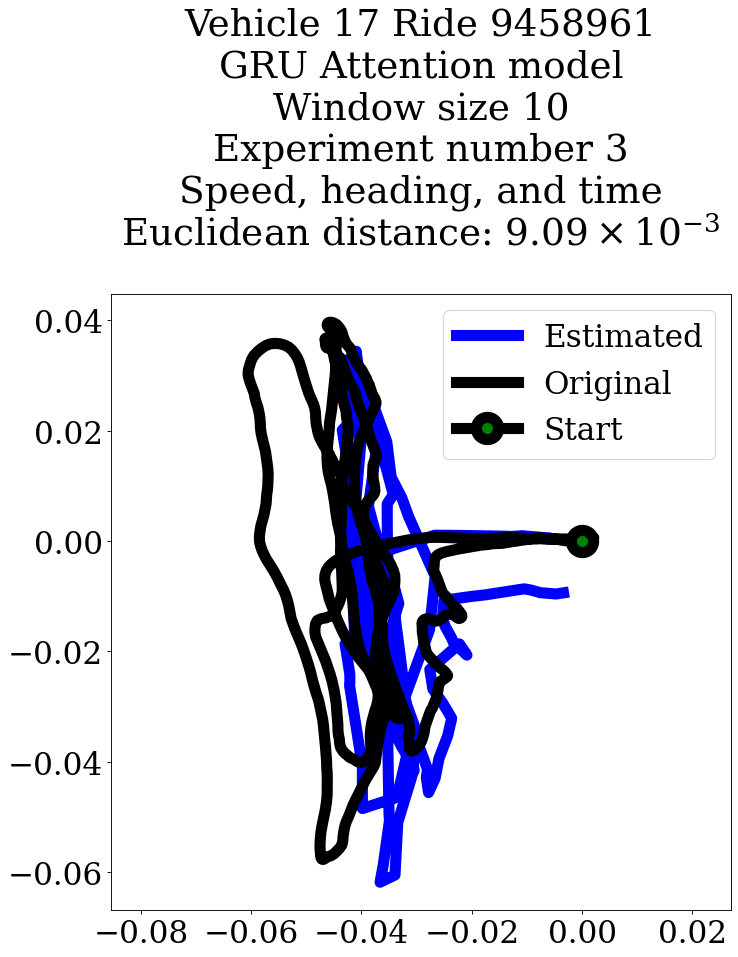 Vehicle 17 Ride 9458961
GRU Attention model
Window size 10
Experiment number 3
Speed, heading, and time
Euclidean distance: 9.09 × 10⁻³
Estimated
Original
Start
0.04
0.02
0.00
−0.02
−0.04
−0.06
−0.08 −0.06 −0.04 −0.02 0.00 0.02